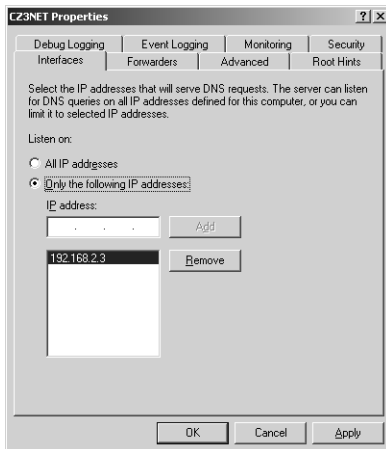 CZ3NET Properties
Debug Logging Event Logging Monitoring Security
Interfaces Forwarders Advanced Root Hints
Select the IP addresses that will serve DNS requests. The server can listen
for DNS queries on all IP addresses defined for this computer, or you can
limit it to selected IP addresses.
Listen on:
All IP addresses
Only the following IP addresses:
IP address:
. . . Add
192.168.2.3 Remove
OK Cancel Apply